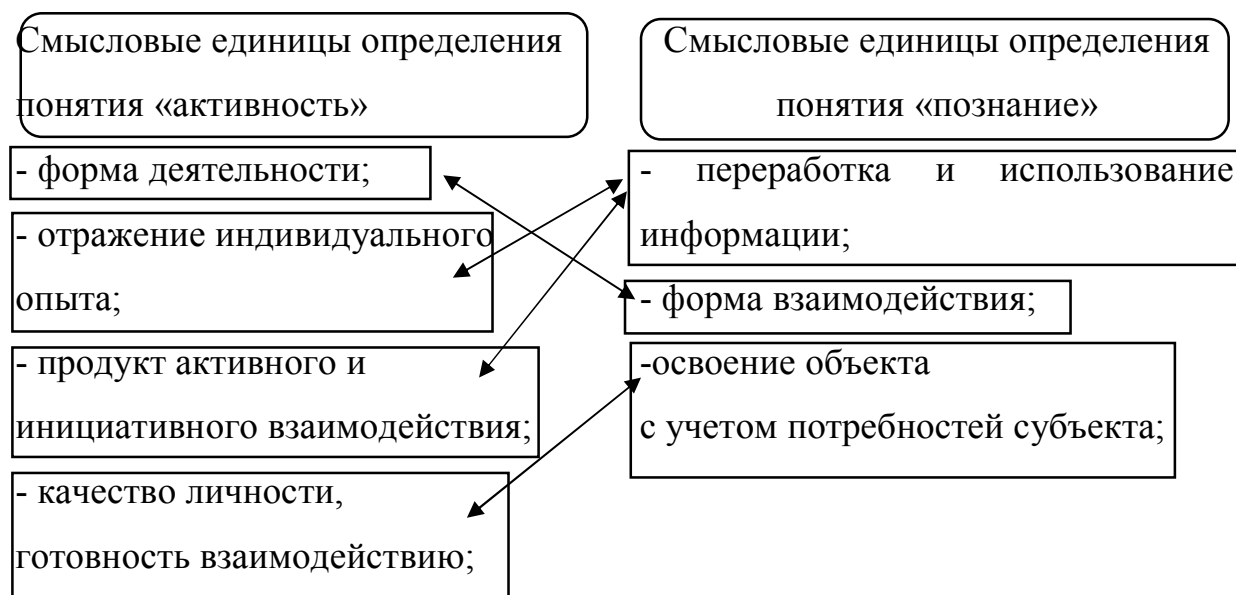 Смысловые единицы определения
понятия «активность»
- форма деятельности;
- отражение индивидуального
опыта;
- продукт активного и
инициативного взаимодействия;
- качество личности,
готовность взаимодействию;
Смысловые единицы определения
понятия «познание»
- переработка и использование
информации;
- форма взаимодействия;
-освоение объекта
с учетом потребностей субъекта;